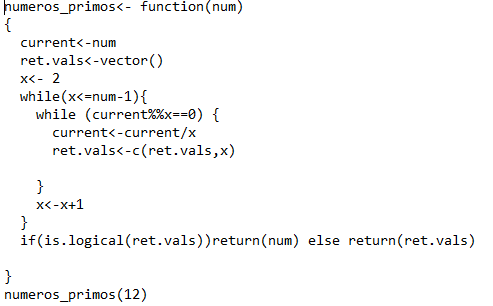 numeros_primos<- function(num)
{
  current<-num
  ret.vals<-vector()
  x<- 2
  while(x<=num-1){
    while (current%%x==0) {
      current<-current/x
      ret.vals<-c(ret.vals,x)

    }
    x<-x+1
  }
  if(is.logical(ret.vals))return(num) else return(ret.vals)

}
numeros_primos(12)